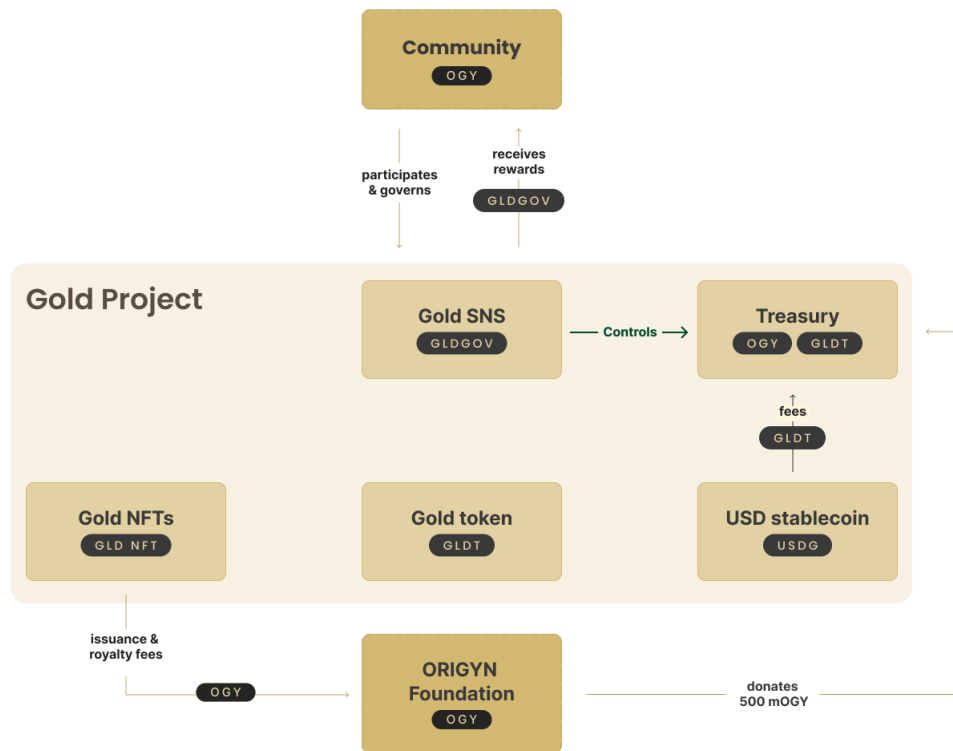 Community
OGY
participates
& governs
receives
rewards
GLDGOV
Gold Project
Gold SNS
GLDGOV
Controls
Treasury
OGY
GLDT
fees
GLDT
Gold NFTs
GLD NFT
Gold token
GLDT
USD stablecoin
USDG
issuance &
royalty fees
OGY
ORIGYN
Foundation
OGY
donates
500 mOGY